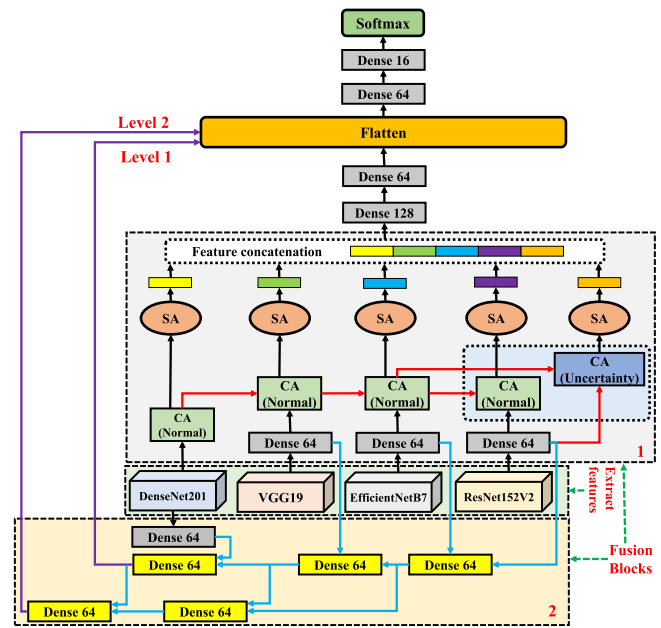 Softmax
Dense 16
Dense 64
Level 2
Flatten
Level 1
Dense 64
Dense 128
Feature concatenation
SA
SA
SA
SA
SA
CA
(Uncertainty)
CA
(Normal)
CA
(Normal)
CA
(Normal)
CA
(Normal)
Dense 64
Dense 64
Dense 64
1
DenseNet201
VGG19
EfficientNetB7
ResNet152V2
Extract
features
Fusion
Blocks
Dense 64
Dense 64
Dense 64
Dense 64
Dense 64
Dense 64
2